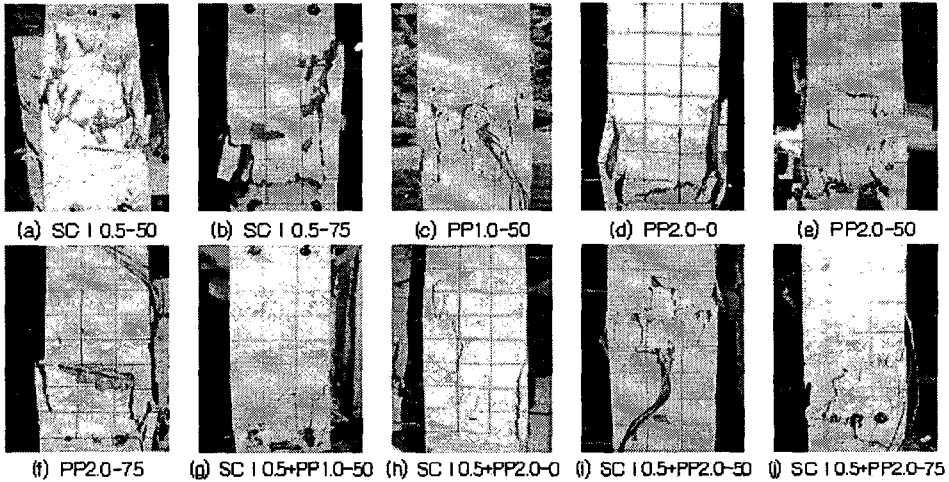 (a) SC I 0.5-50
(b) SC I 0.5-75
(c) PP1.0-50
(d) PP2.0-0
(e) PP2.0-50
(f) PP2.0-75
(g) SC I 0.5+PP1.0-50
(h) SC I 0.5+PP2.0-0
(i) SC I 0.5+PP2.0-50
(j) SC I 0.5+PP2.0-75